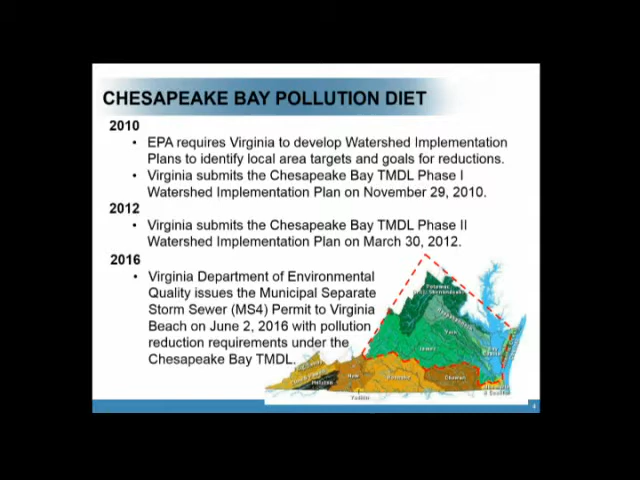 CHESAPEAKE BAY POLLUTION DIET
2010
• EPA requires Virginia to develop Watershed Implementation
Plans to identify local area targets and goals for reductions.
• Virginia submits the Chesapeake Bay TMDL Phase I
Watershed Implementation Plan on November 29, 2010.
2012
• Virginia submits the Chesapeake Bay TMDL Phase II
Watershed Implementation Plan on March 30, 2012.
2016
• Virginia Department of Environmental
Quality issues the Municipal Separate
Storm Sewer (MS4) Permit to Virginia
Beach on June 2, 2016 with pollution
reduction requirements under the
Chesapeake Bay TMDL.
Potomac
York
James
New
Roanoke
Chowan
Yadkin
4